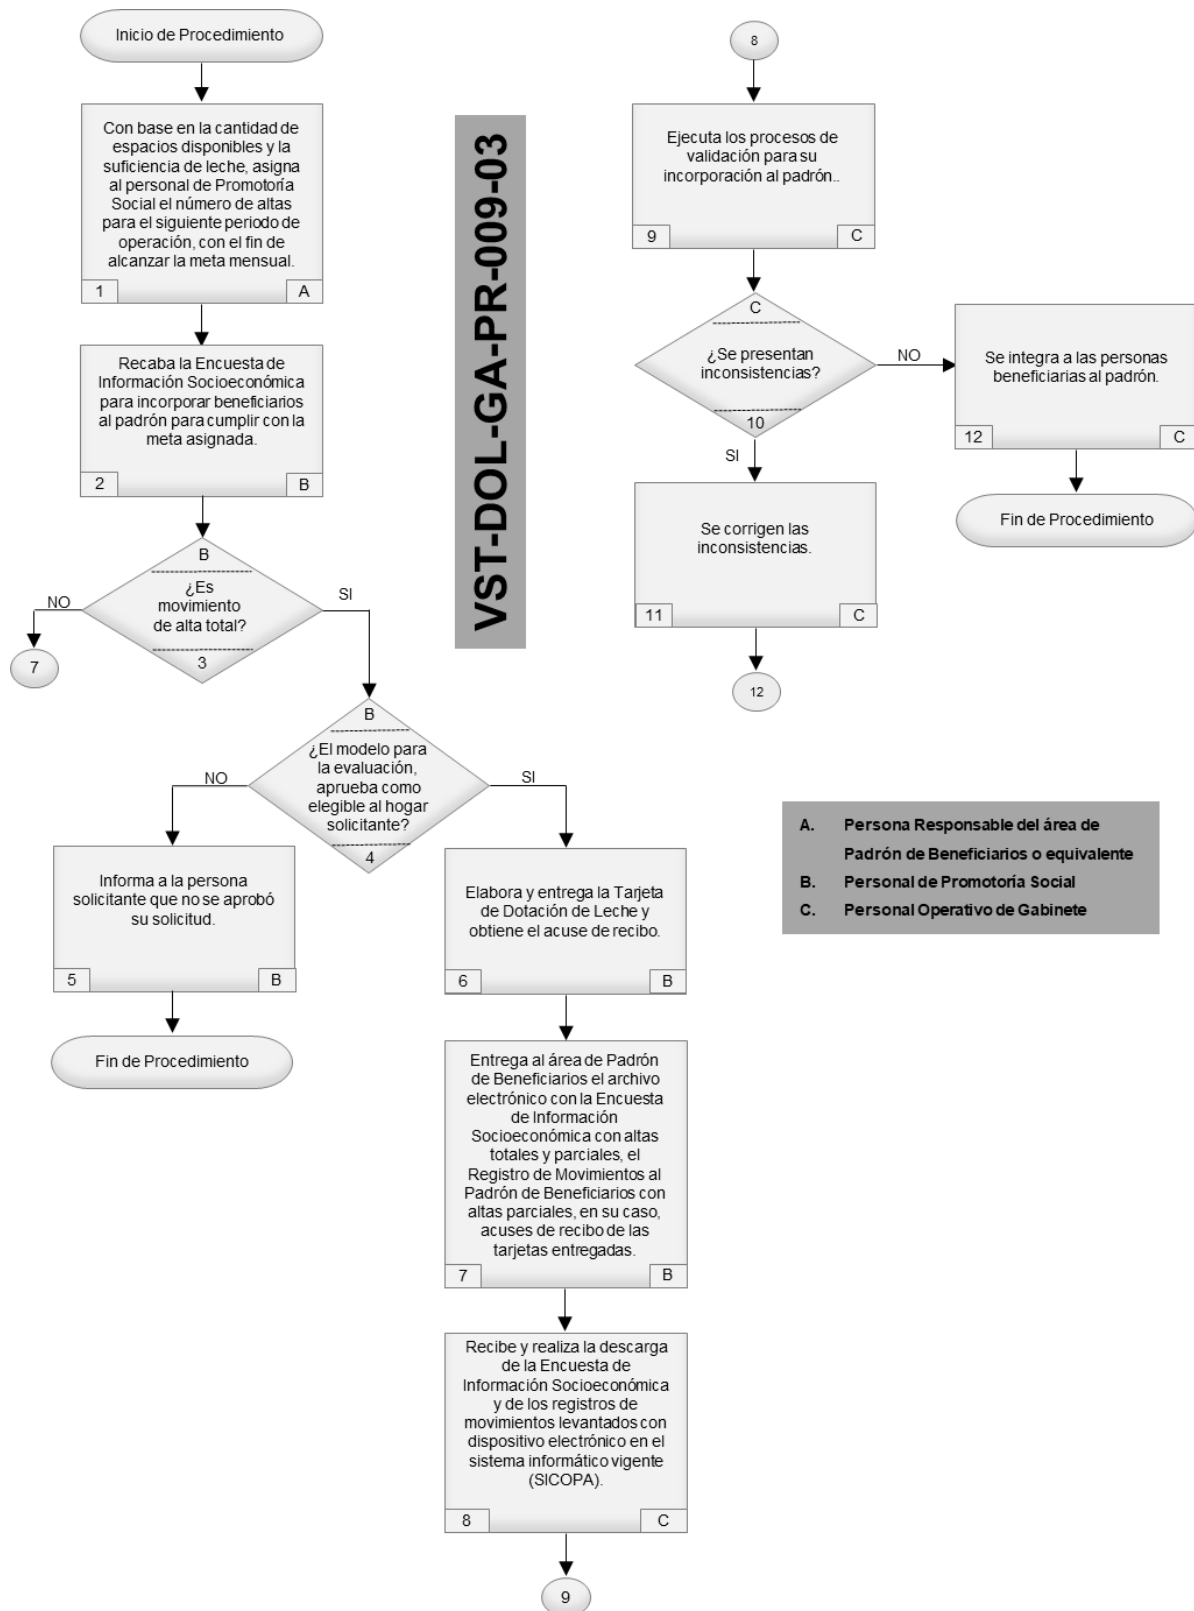 Inicio de Procedimiento
Con base en la cantidad de
espacios disponibles y la
suficiencia de leche, asigna
al personal de Promotoría
Social el número de altas
para el siguiente periodo de
operación, con el fin de
alcanzar la meta mensual.
1
A
Recaba la Encuesta de
Información Socioeconómica
para incorporar beneficiarios
al padrón para cumplir con la
meta asignada.
2
B
B
¿Es
movimiento
de alta total?
3
NO
SI
7
B
¿El modelo para
la evaluación,
aprueba como
elegible al hogar
solicitante?
4
NO
SI
Informa a la persona
solicitante que no se aprobó
su solicitud.
5
B
Fin de Procedimiento
Elabora y entrega la Tarjeta
de Dotación de Leche y
obtiene el acuse de recibo.
6
B
Entrega al área de Padrón
de Beneficiarios el archivo
electrónico con la Encuesta
de Información
Socioeconómica con altas
totales y parciales, el
Registro de Movimientos al
Padrón de Beneficiarios con
altas parciales, en su caso,
acuses de recibo de las
tarjetas entregadas.
7
B
Recibe y realiza la descarga
de la Encuesta de
Información Socioeconómica
y de los registros de
movimientos levantados con
dispositivo electrónico en el
sistema informático vigente
(SICOPA).
8
C
9
VST-DOL-GA-PR-009-03
8
Ejecuta los procesos de
validación para su
incorporación al padrón..
9
C
C
¿Se presentan
inconsistencias?
10
NO
SI
Se corrigen las
inconsistencias.
11
C
12
Se integra a las personas
beneficiarias al padrón.
12
C
Fin de Procedimiento
A. Persona Responsable del área de
Padrón de Beneficiarios o equivalente
B. Personal de Promotoría Social
C. Personal Operativo de Gabinete